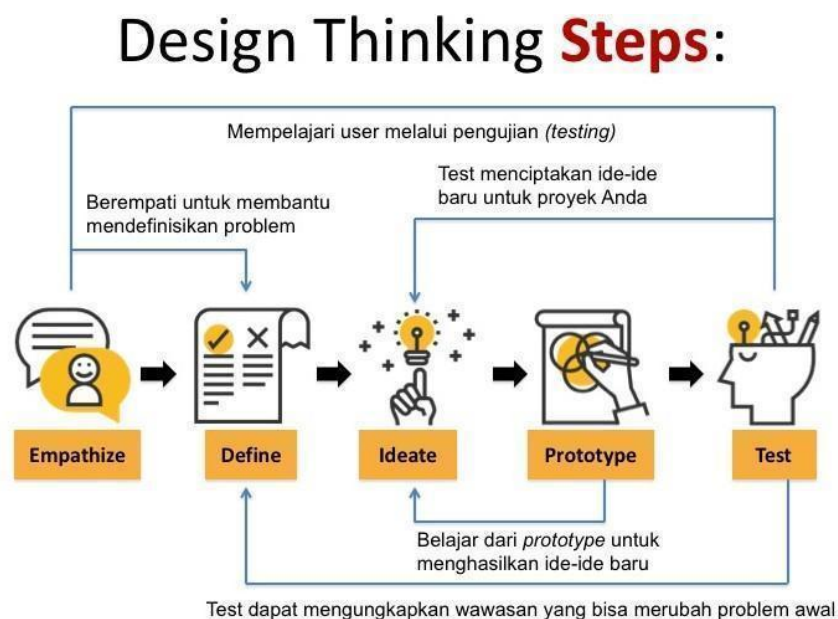 Design Thinking Steps:
Mempelajari user melalui pengujian (testing)
Test menciptakan ide-ide
baru untuk proyek Anda
Berempati untuk membantu
mendefinisikan problem
Empathize
Define
Ideate
Prototype
Test
Belajar dari prototype untuk
menghasilkan ide-ide baru
Test dapat mengungkapkan wawasan yang bisa merubah problem awal